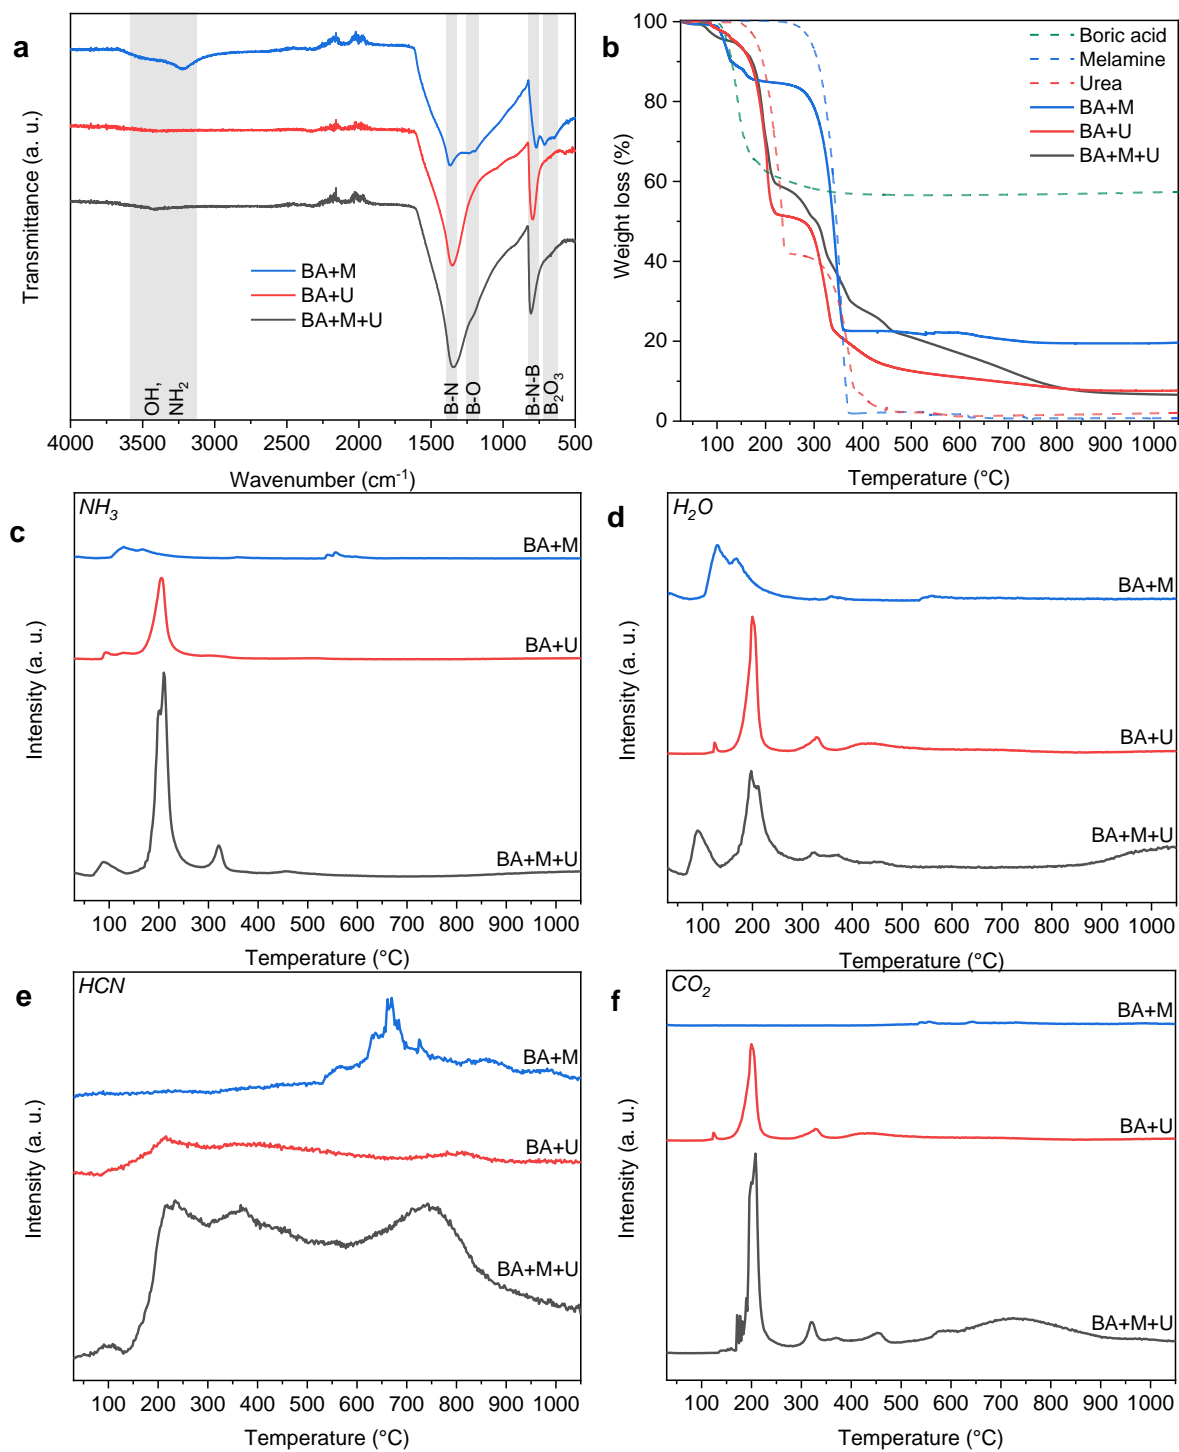 a
Transmittance (a. u.)
BA+M
BA+U
BA+M+U
OH,
NH2
B-N
B-O
B-N-B
B2O3
4000 3500 3000 2500 2000 1500 1000 500
Wavenumber (cm-1)
b
Weight loss (%)
100
80
60
40
20
0
Boric acid
Melamine
Urea
BA+M
BA+U
BA+M+U
100 200 300 400 500 600 700 800 900 1000
Temperature (°C)
c
NH3
Intensity (a. u.)
BA+M
BA+U
BA+M+U
100 200 300 400 500 600 700 800 900 1000
Temperature (°C)
d
H2O
Intensity (a. u.)
BA+M
BA+U
BA+M+U
100 200 300 400 500 600 700 800 900 1000
Temperature (°C)
e
HCN
Intensity (a. u.)
BA+M
BA+U
BA+M+U
100 200 300 400 500 600 700 800 900 1000
Temperature (°C)
f
CO2
Intensity (a. u.)
BA+M
BA+U
BA+M+U
100 200 300 400 500 600 700 800 900 1000
Temperature (°C)